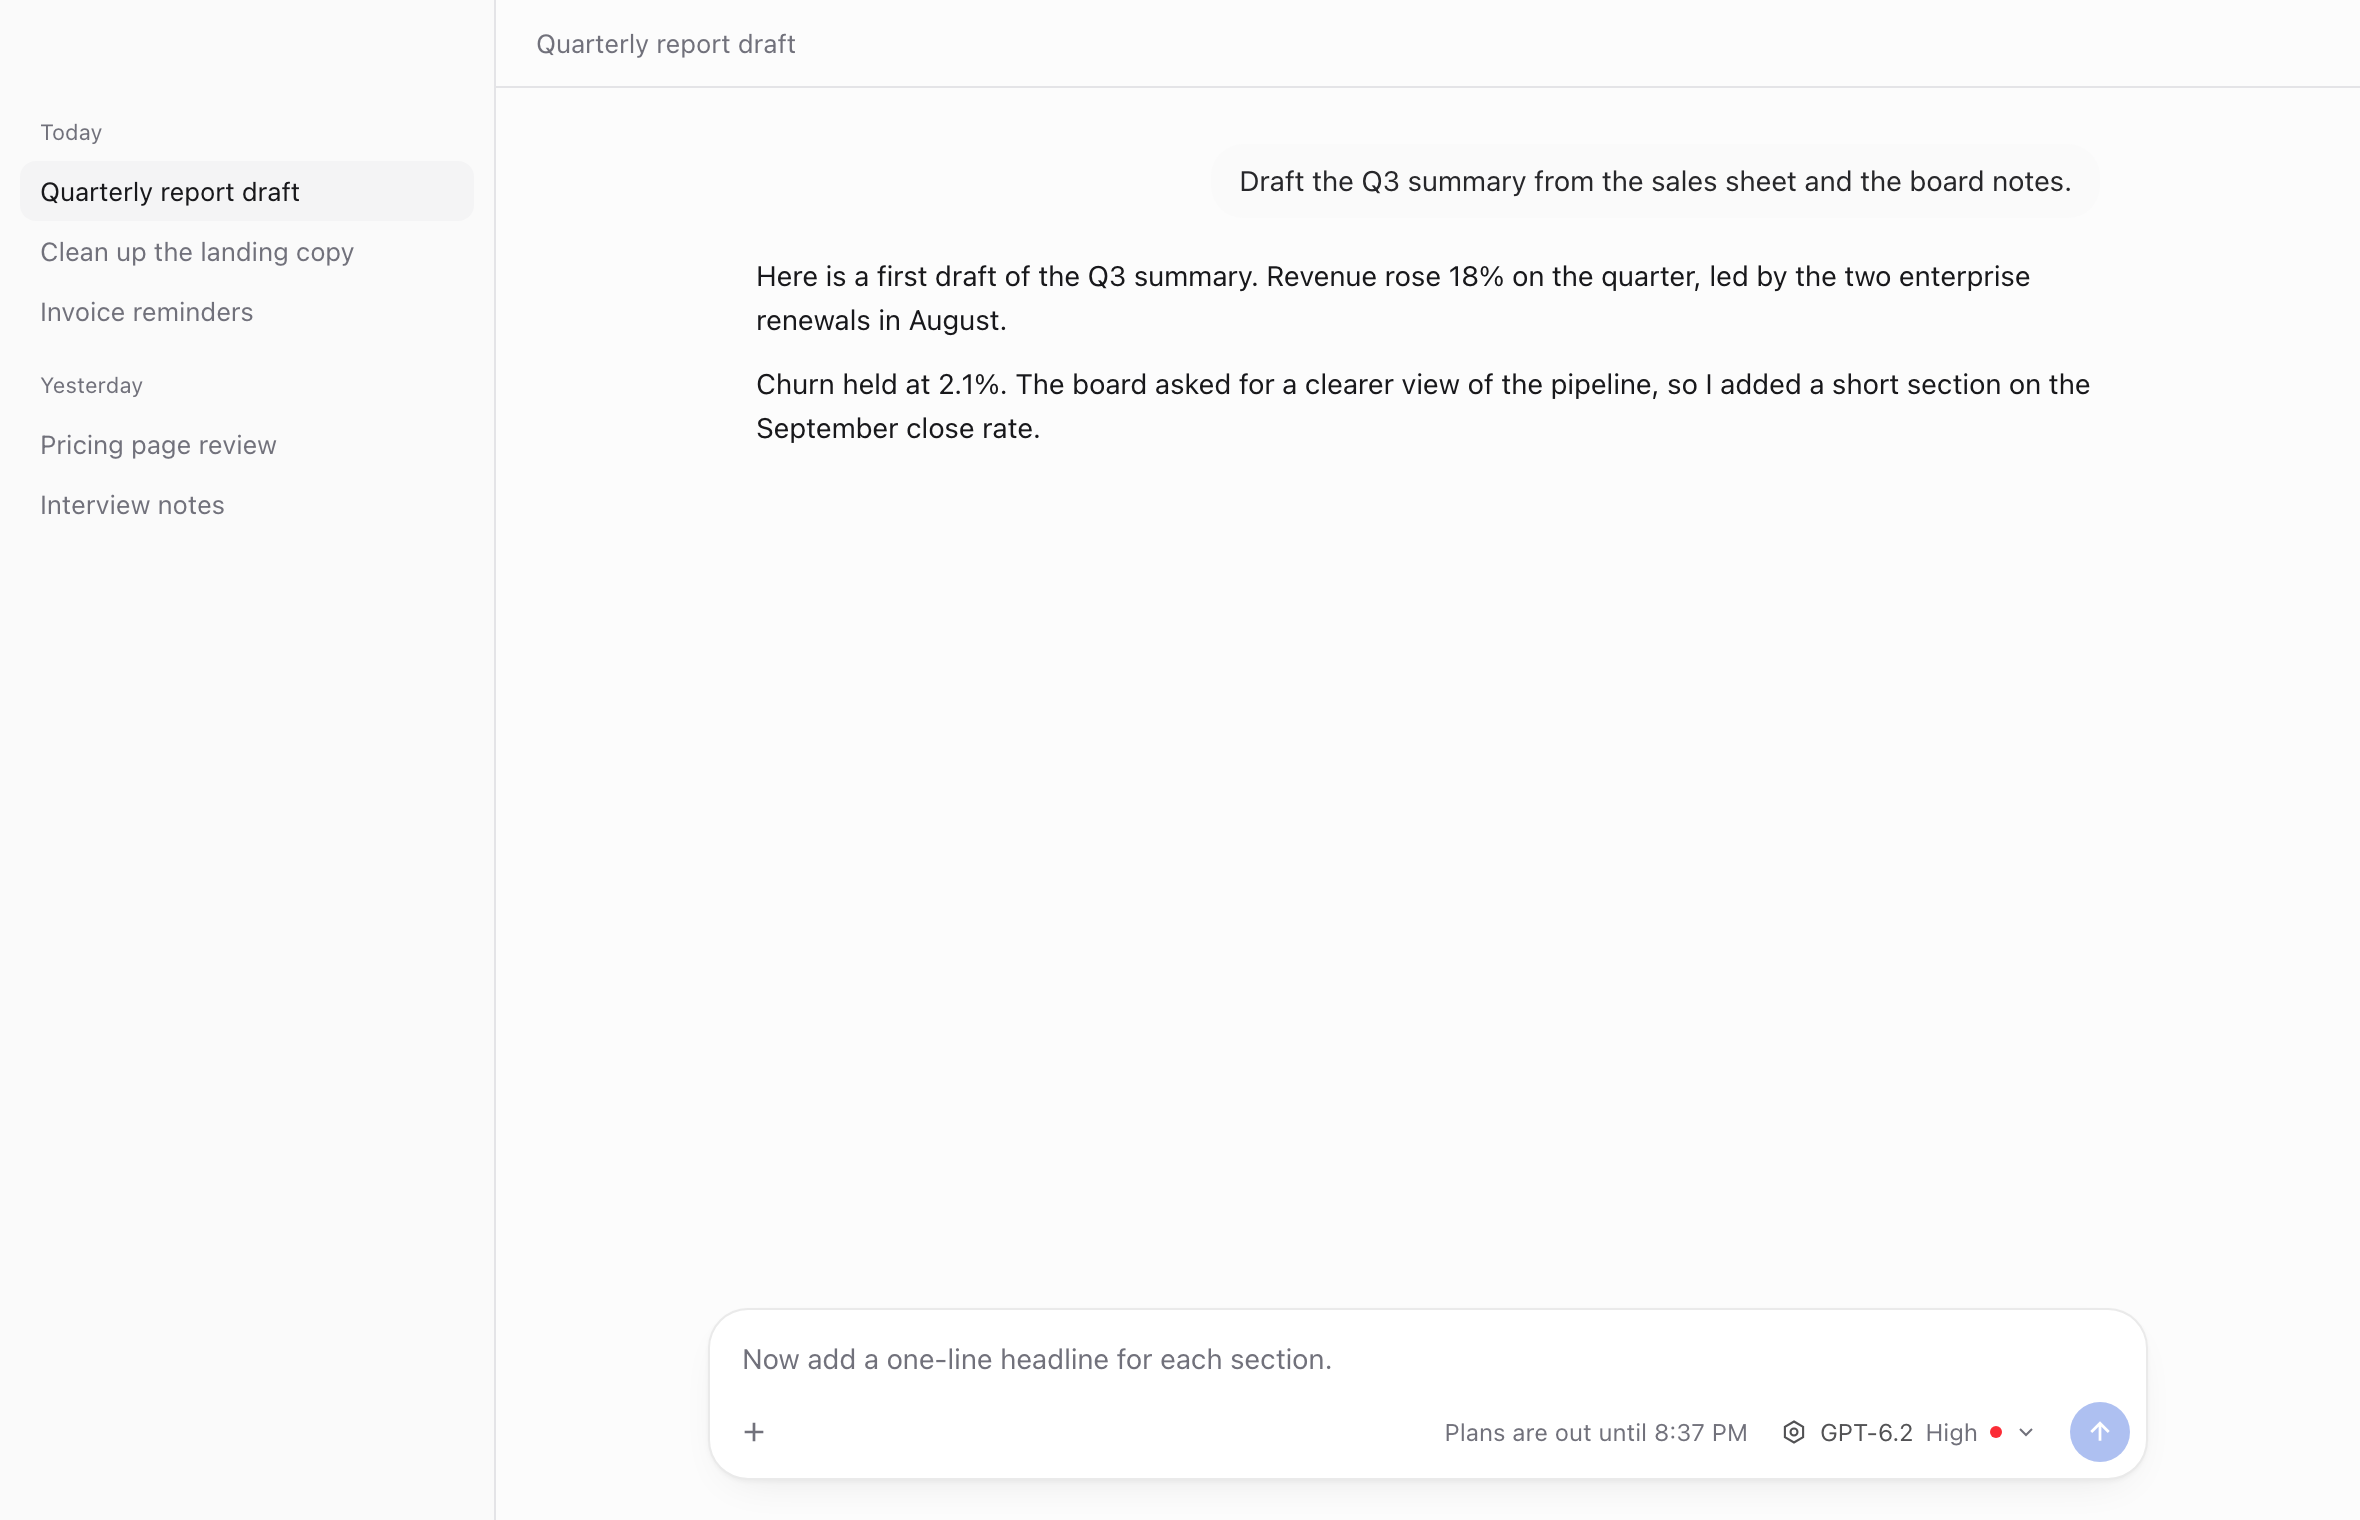 Quarterly report draft
Today
Quarterly report draft
Clean up the landing copy
Invoice reminders
Yesterday
Pricing page review
Interview notes
Draft the Q3 summary from the sales sheet and the board notes.
Here is a first draft of the Q3 summary. Revenue rose 18% on the quarter, led by the two enterprise
renewals in August.
Churn held at 2.1%. The board asked for a clearer view of the pipeline, so I added a short section on the
September close rate.
Now add a one-line headline for each section.
Plans are out until 8:37 PM GPT-6.2 High